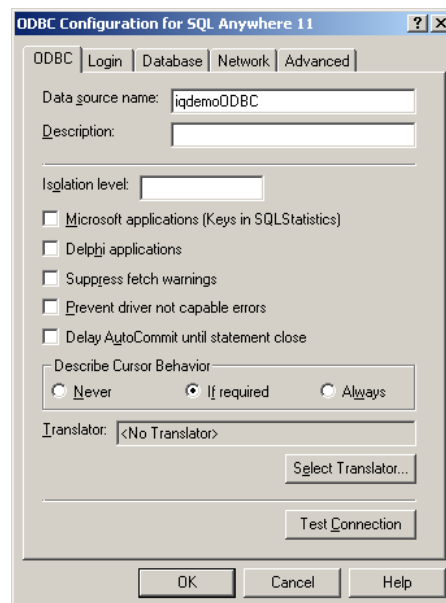 ODBC Configuration for SQL Anywhere 11
ODBC Login Database Network Advanced
Data source name: iqdemoODBC
Description:
Isolation level:
Microsoft applications (Keys in SQLStatistics)
Delphi applications
Suppress fetch warnings
Prevent driver not capable errors
Delay AutoCommit until statement close
Describe Cursor Behavior
Never If required Always
Translator: <No Translator>
Select Translator...
Test Connection
OK Cancel Help